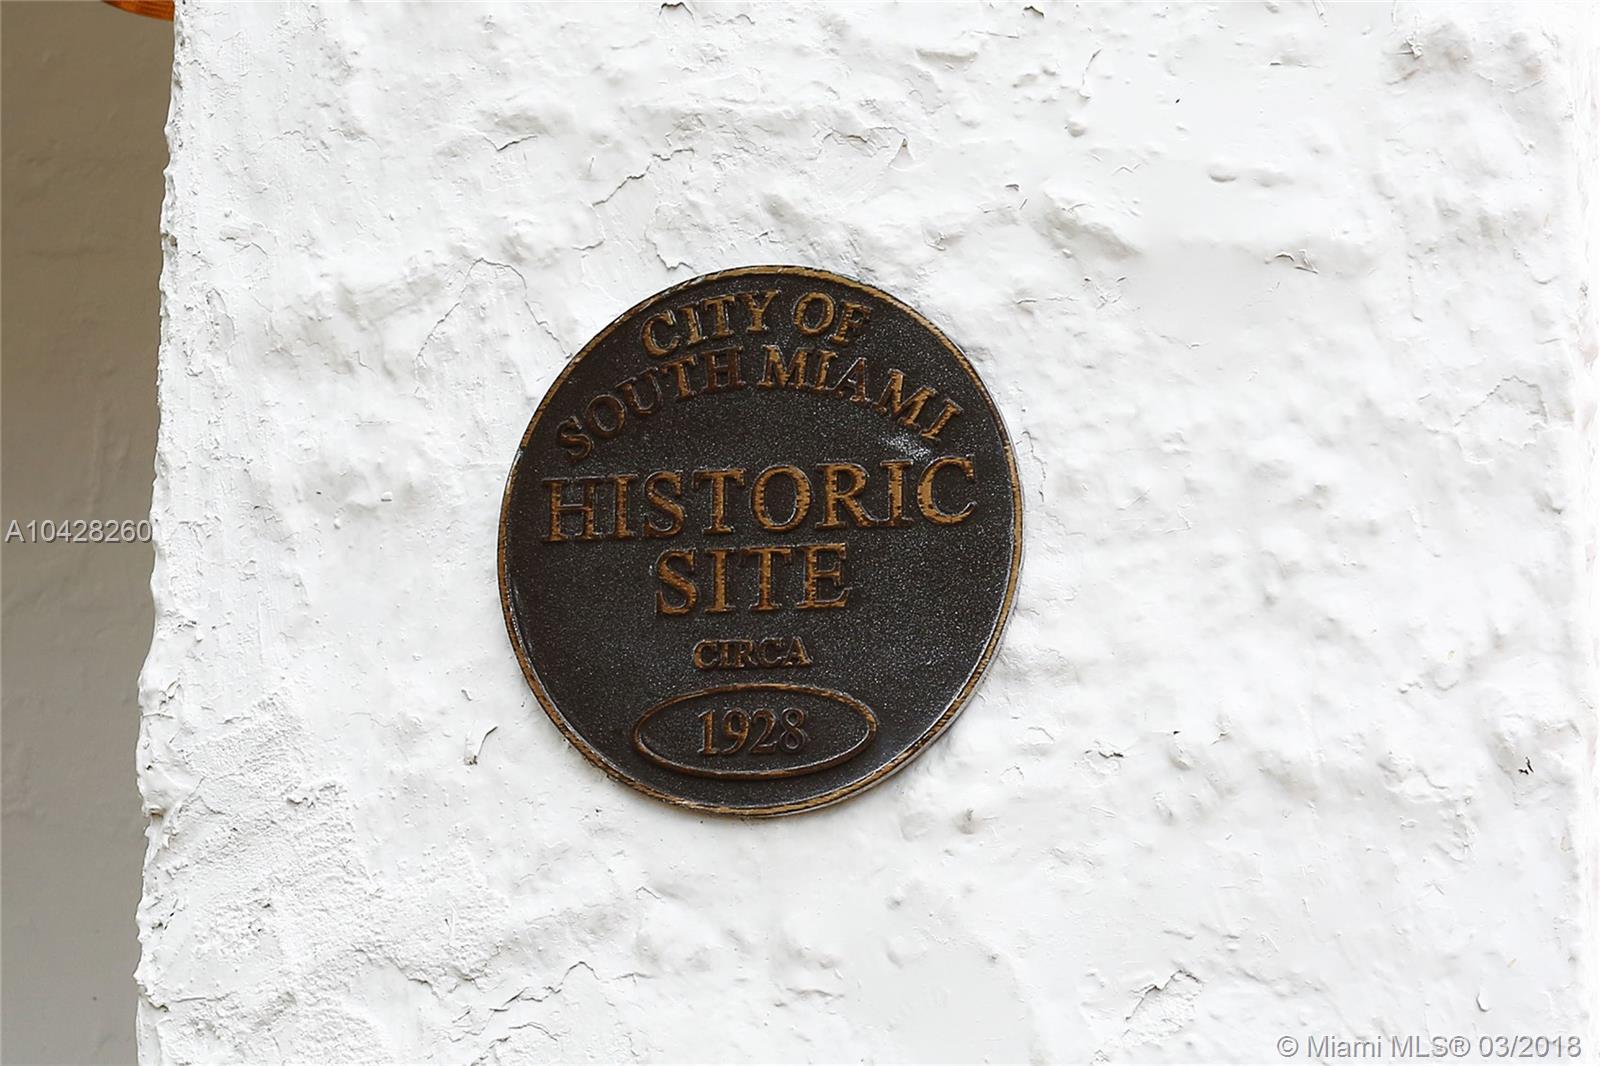 CITY OF
SOUTH MIAMI
HISTORIC
SITE
CIRCA
1928
A10428260
© Miami MLS® 03/2018